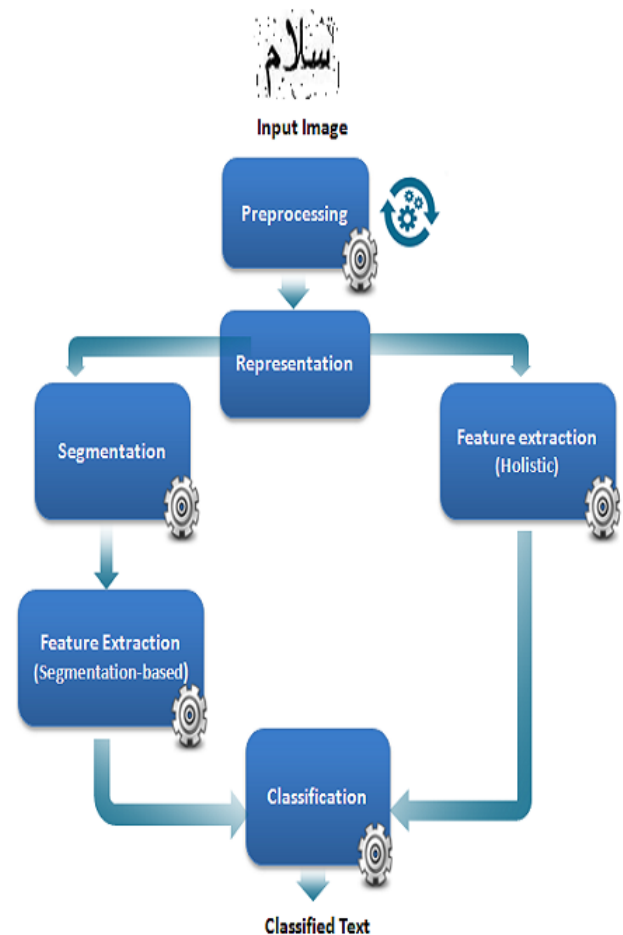 سلام
Input Image
Preprocessing
Representation
Segmentation
Feature extraction
(Holistic)
Feature Extraction
(Segmentation-based)
Classification
Classified Text